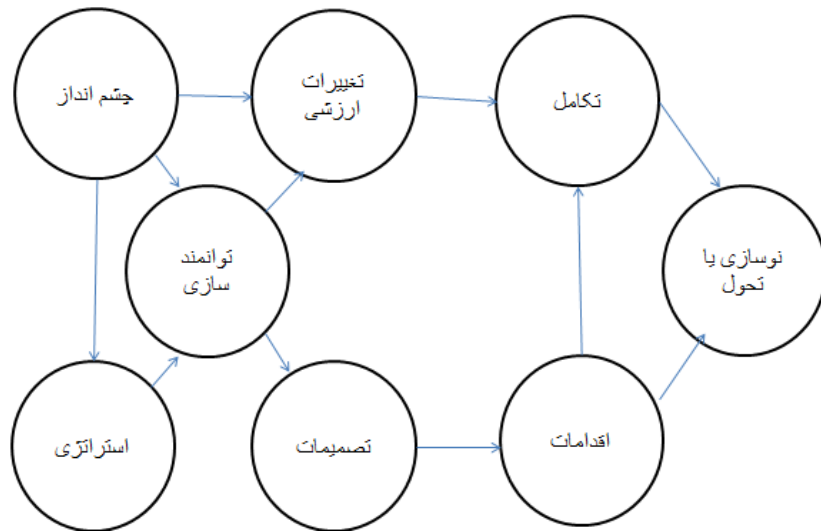 چشم انداز
تغییرات
ارزشی
تکامل
توانمند
سازی
نوسازی یا
تحول
استراتژی
تصمیمات
اقدامات